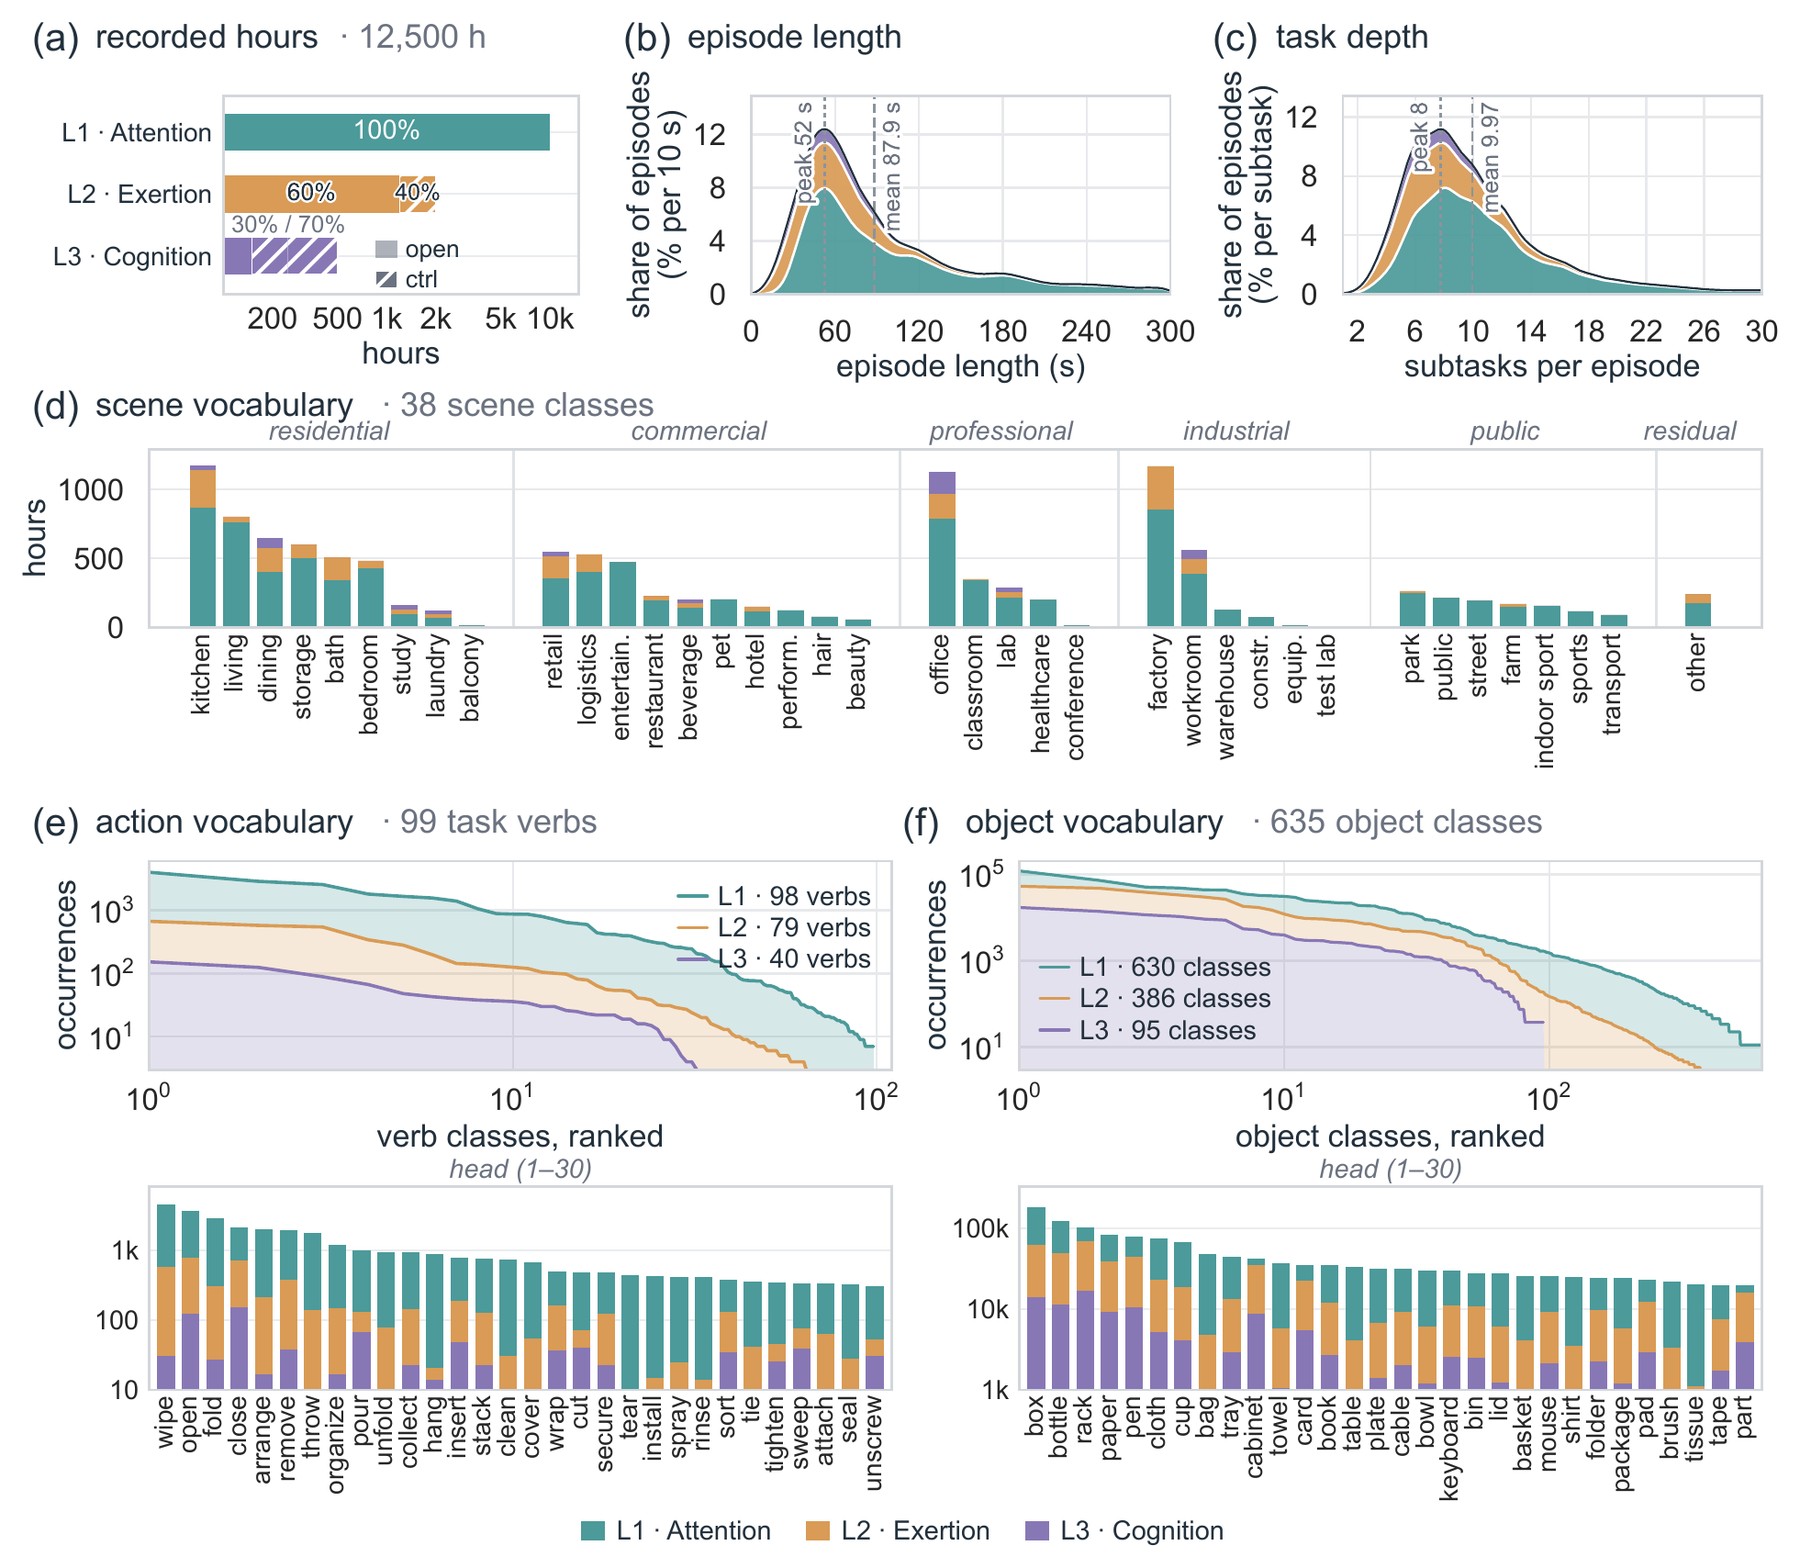 (a) recorded hours · 12,500 h
L1 · Attention
L2 · Exertion
L3 · Cognition
100%
60%
40%
30% / 70%
open
ctrl
200 500 1k 2k 5k 10k
hours
(b) episode length
share of episodes
(% per 10 s)
12
8
4
0
peak 52 s
mean 87.9 s
0 60 120 180 240 300
episode length (s)
(c) task depth
share of episodes
(% per subtask)
12
8
4
0
peak 8
mean 9.97
2 6 10 14 18 22 26 30
subtasks per episode
(d) scene vocabulary · 38 scene classes
residential commercial professional industrial public residual
hours
1000
500
0
kitchen
living
dining
storage
bath
bedroom
study
laundry
balcony
retail
logistics
entertain.
restaurant
beverage
pet
hotel
perform.
hair
beauty
office
classroom
lab
healthcare
conference
factory
workroom
warehouse
constr.
equip.
test lab
park
public
street
farm
indoor sport
sports
transport
other
(e) action vocabulary · 99 task verbs
occurrences
10³
10²
10¹
L1 · 98 verbs
L2 · 79 verbs
L3 · 40 verbs
10⁰ 10¹ 10²
verb classes, ranked
head (1–30)
1k
100
10
wipe
open
fold
close
arrange
remove
throw
organize
pour
unfold
collect
hang
insert
stack
clean
cover
wrap
cut
secure
tear
install
spray
rinse
sort
tie
tighten
sweep
attach
seal
unscrew
(f) object vocabulary · 635 object classes
occurrences
10⁵
10³
10¹
L1 · 630 classes
L2 · 386 classes
L3 · 95 classes
10⁰ 10¹ 10²
object classes, ranked
head (1–30)
100k
10k
1k
box
bottle
rack
paper
pen
cloth
cup
bag
tray
cabinet
towel
card
book
table
plate
cable
bowl
keyboard
bin
lid
basket
mouse
shirt
folder
package
pad
brush
tissue
tape
part
L1 · Attention L2 · Exertion L3 · Cognition